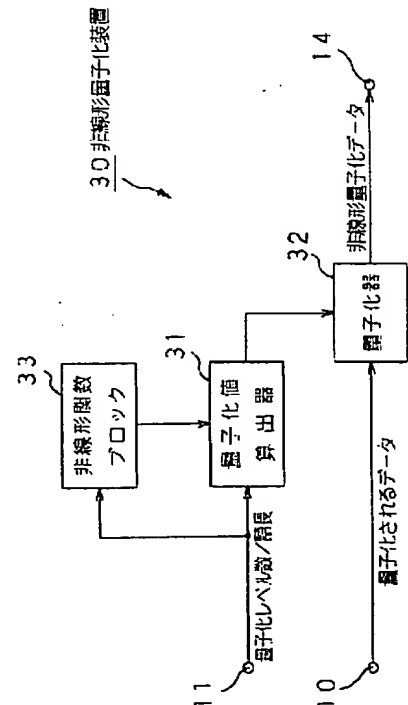 30 非線形量子化装置
33
非線形関数
ブロック
31
量子化値
算出器
32
量子化器
11
量子化レベル数/語長
10
量子化されるデータ
非線形量子化データ
14